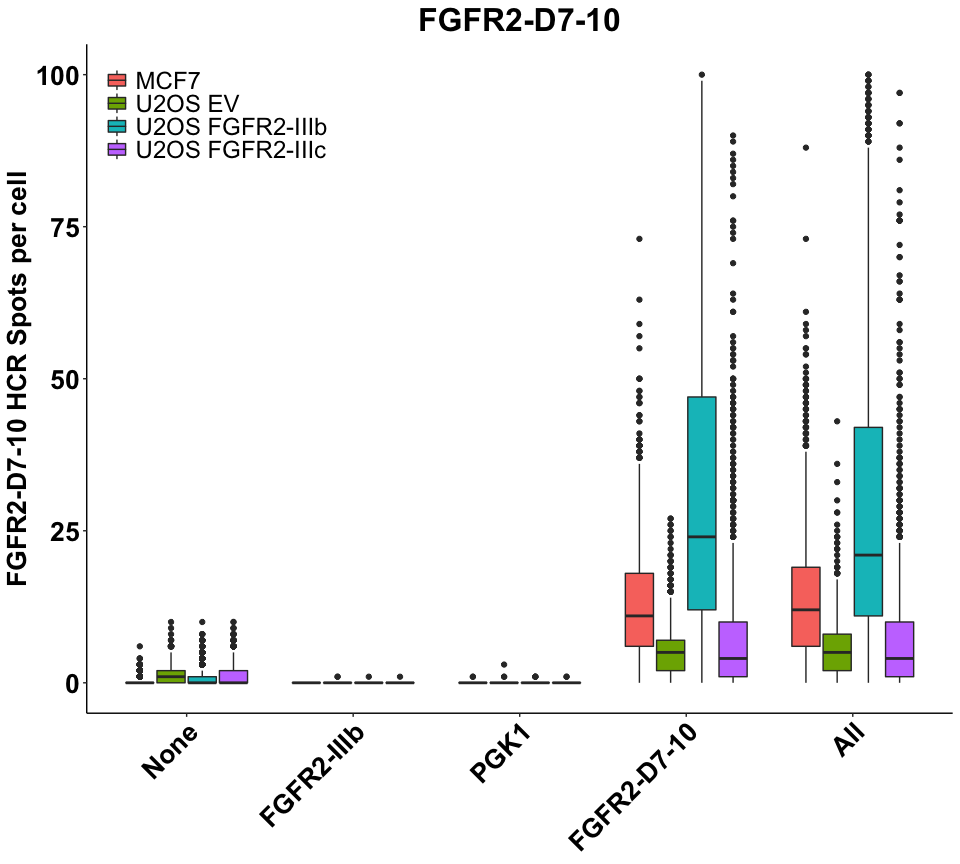 FGFR2-D7-10
FGFR2-D7-10 HCR Spots per cell
100
75
50
25
0
MCF7
U2OS EV
U2OS FGFR2-IIIb
U2OS FGFR2-IIIc
None
FGFR2-IIIb
PGK1
FGFR2-D7-10
All